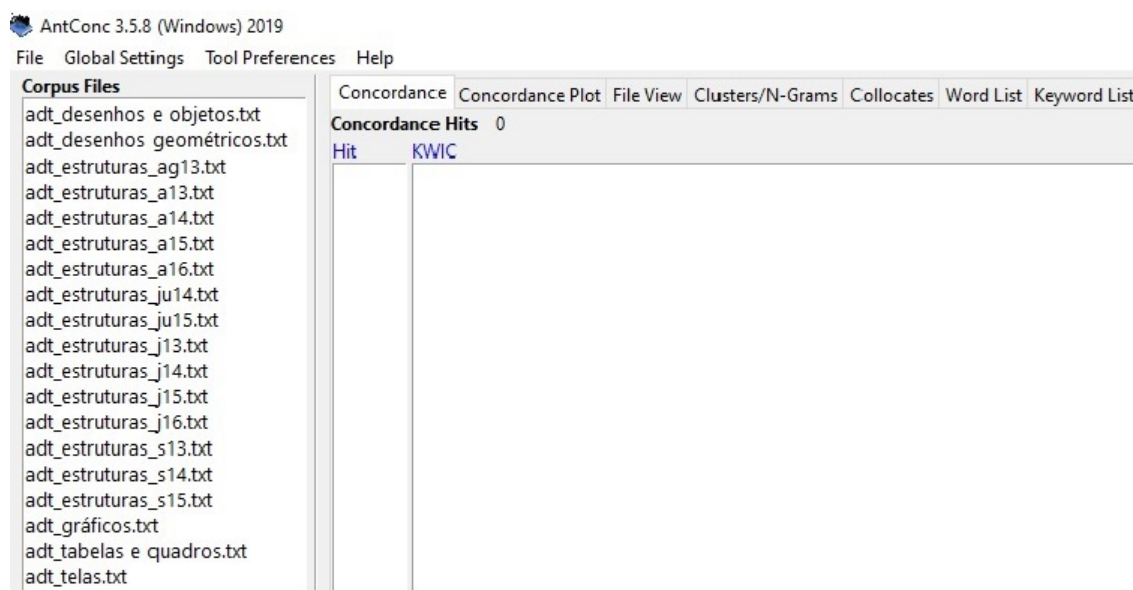 AntConc 3.5.8 (Windows) 2019
File Global Settings Tool Preferences Help
Corpus Files
adt_desenhos e objetos.txt
adt_desenhos geométricos.txt
adt_estruturas_ag13.txt
adt_estruturas_a13.txt
adt_estruturas_a14.txt
adt_estruturas_a15.txt
adt_estruturas_a16.txt
adt_estruturas_ju14.txt
adt_estruturas_ju15.txt
adt_estruturas_j13.txt
adt_estruturas_j14.txt
adt_estruturas_j15.txt
adt_estruturas_j16.txt
adt_estruturas_s13.txt
adt_estruturas_s14.txt
adt_estruturas_s15.txt
adt_gráficos.txt
adt_tabelas e quadros.txt
adt_telas.txt
Concordance Concordance Plot File View Clusters/N-Grams Collocates Word List Keyword List
Concordance Hits 0
Hit KWIC